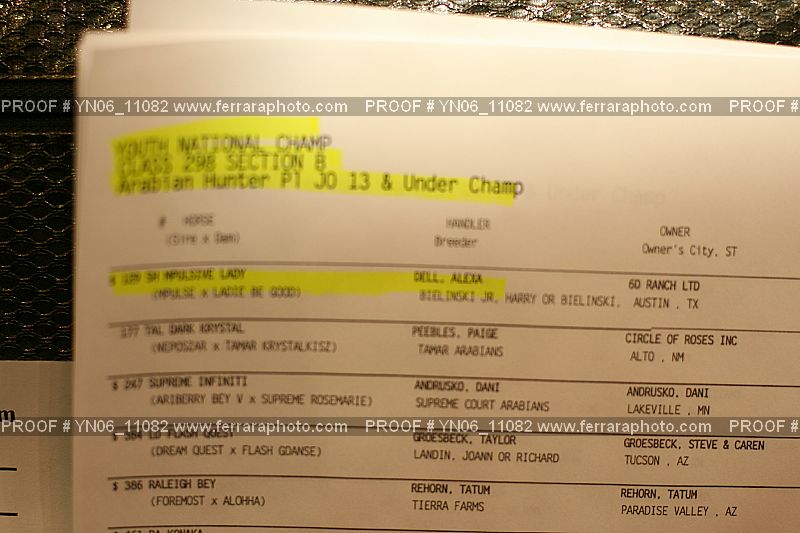 PROOF # YN06_11082 www.ferraraphoto.com PROOF # YN06_11082 www.ferraraphoto.com PROOF # YN06_11082
YOUTH NATIONAL CHAMP
CLASS 298 SECTION B
Arabian Hunter Pl JO 13 & Under Champ
# HORSE HANDLER OWNER
(Sire x Dam) Breeder Owner's City, ST
SH MPULSIVE LADY DELL, ALEXA 6D RANCH LTD
(MPULSE x LADIE BE GOOD) BIELINSKI JR, HARRY OR BIELINSKI, AUSTIN , TX
177 TAL DARK KRYSTAL PEEBLES, PAIGE CIRCLE OF ROSES INC
(NEPOSZAR x TAMAR KRYSTALKISZ) TAMAR ARABIANS ALTO , NM
$ 247 SUPREME INFINITI ANDRUSKO, DANI ANDRUSKO, DANI
(ARIBERRY BEY V x SUPREME ROSEMARIE) SUPREME COURT ARABIANS LAKEVILLE , MN
PROOF # YN06_11082 www.ferraraphoto.com PROOF # YN06_11082 www.ferraraphoto.com PROOF # YN06_11082
$ 384 LD FLASH QUEST GROESBECK, TAYLOR GROESBECK, STEVE & CAREN
(DREAM QUEST x FLASH GDANSE) LANDIN, JOANN OR RICHARD TUCSON , AZ
$ 386 RALEIGH BEY REHORN, TATUM REHORN, TATUM
(FOREMOST x ALOHHA) TIERRA FARMS PARADISE VALLEY , AZ